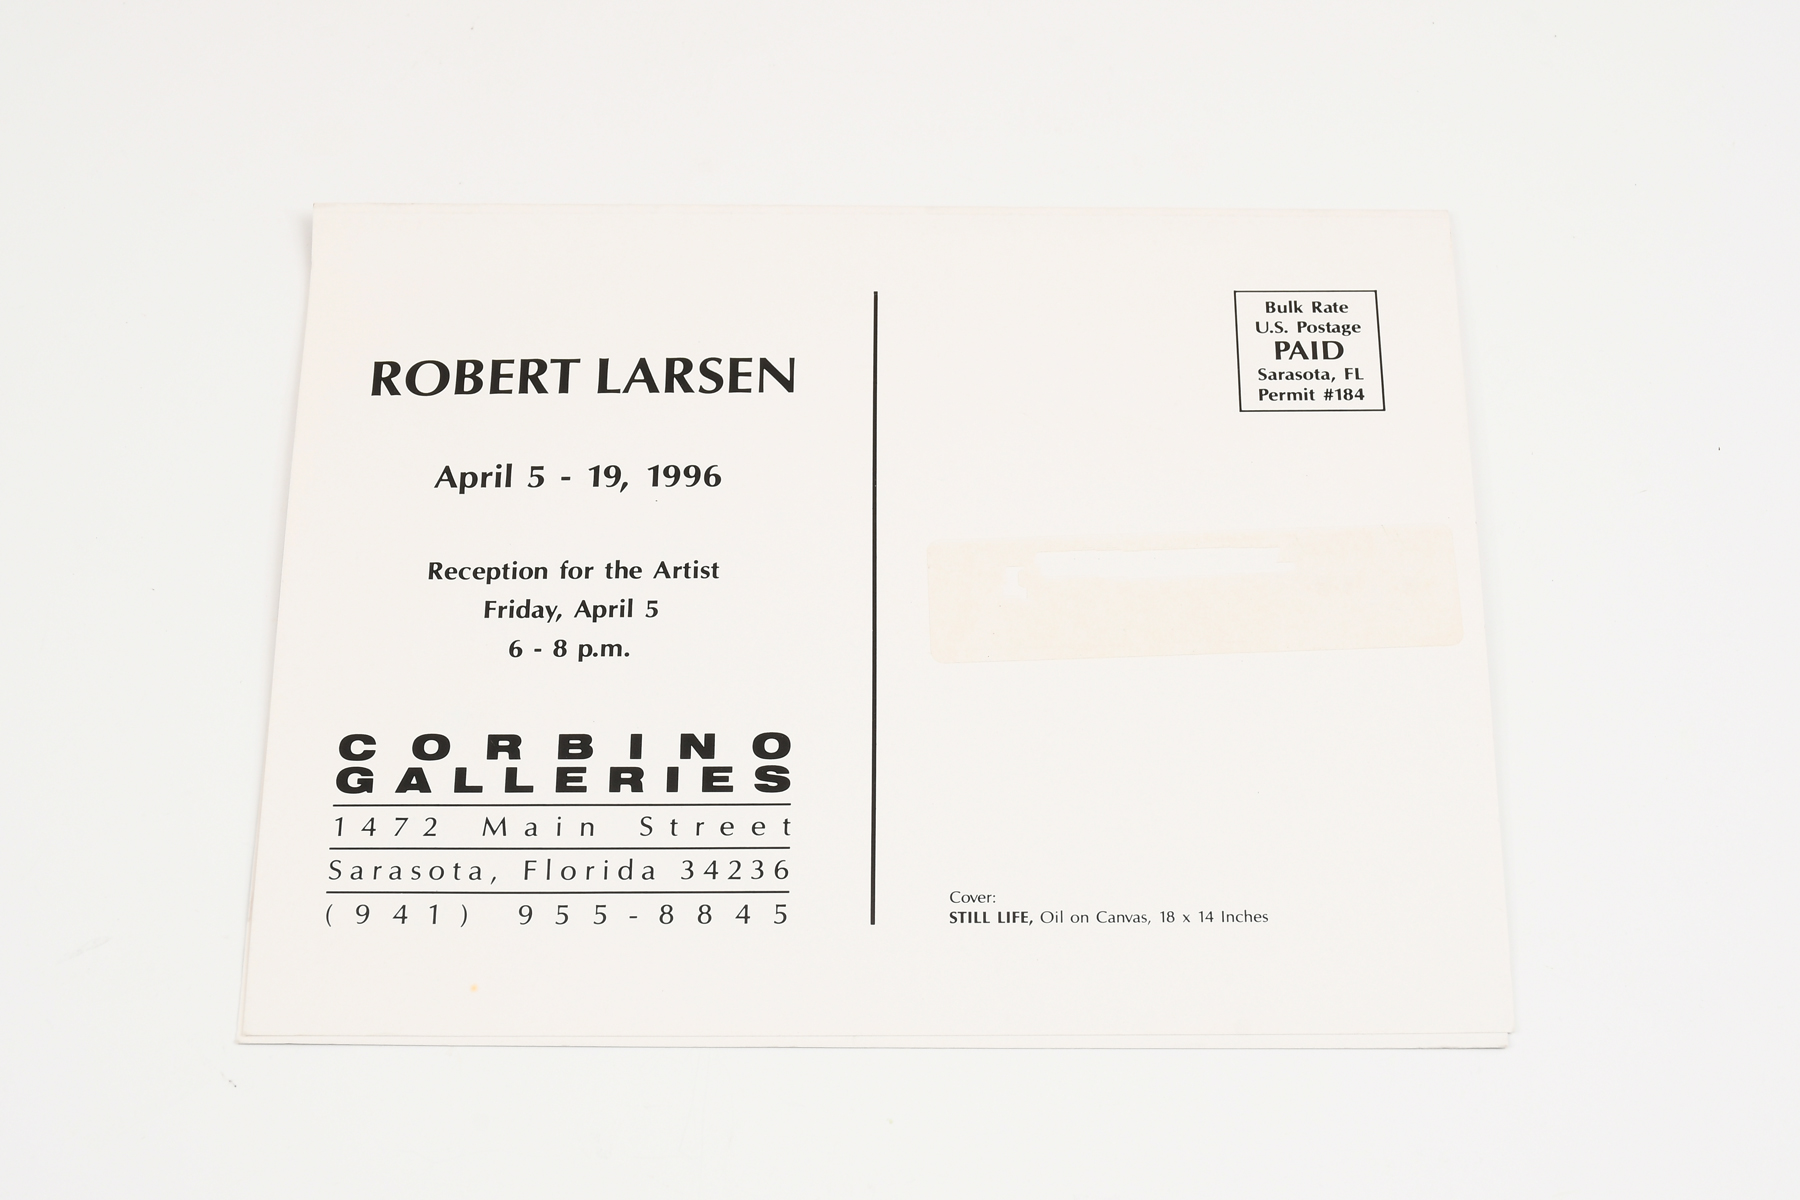 ROBERT LARSEN
April 5 - 19, 1996
Reception for the Artist
Friday, April 5
6 - 8 p.m.
CORBINO
GALLERIES
1472 Main Street
Sarasota, Florida 34236
(941) 955-8845
Bulk Rate
U.S. Postage
PAID
Sarasota, FL
Permit #184
Cover:
STILL LIFE, Oil on Canvas, 18 x 14 Inches